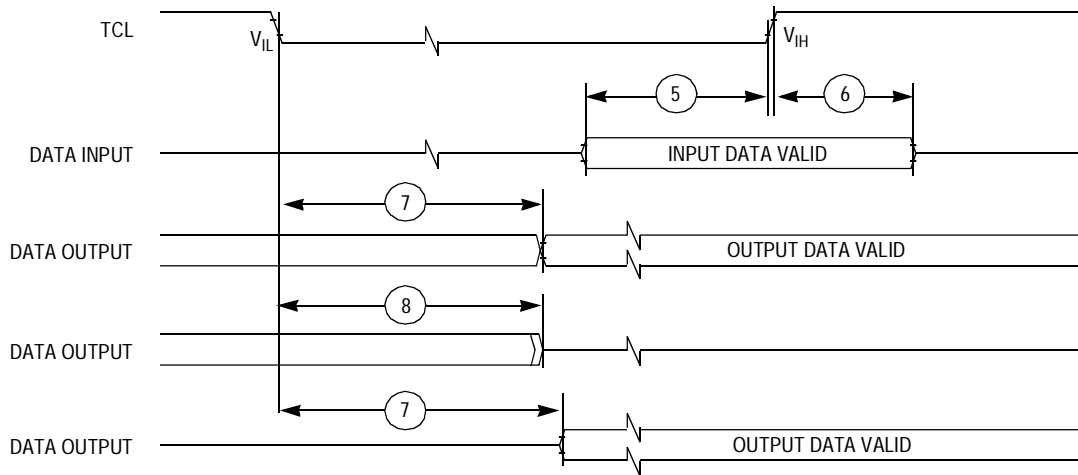 TCL
V_IL
V_IH
5
6
DATA INPUT
INPUT DATA VALID
7
DATA OUTPUT
OUTPUT DATA VALID
8
DATA OUTPUT
7
DATA OUTPUT
OUTPUT DATA VALID